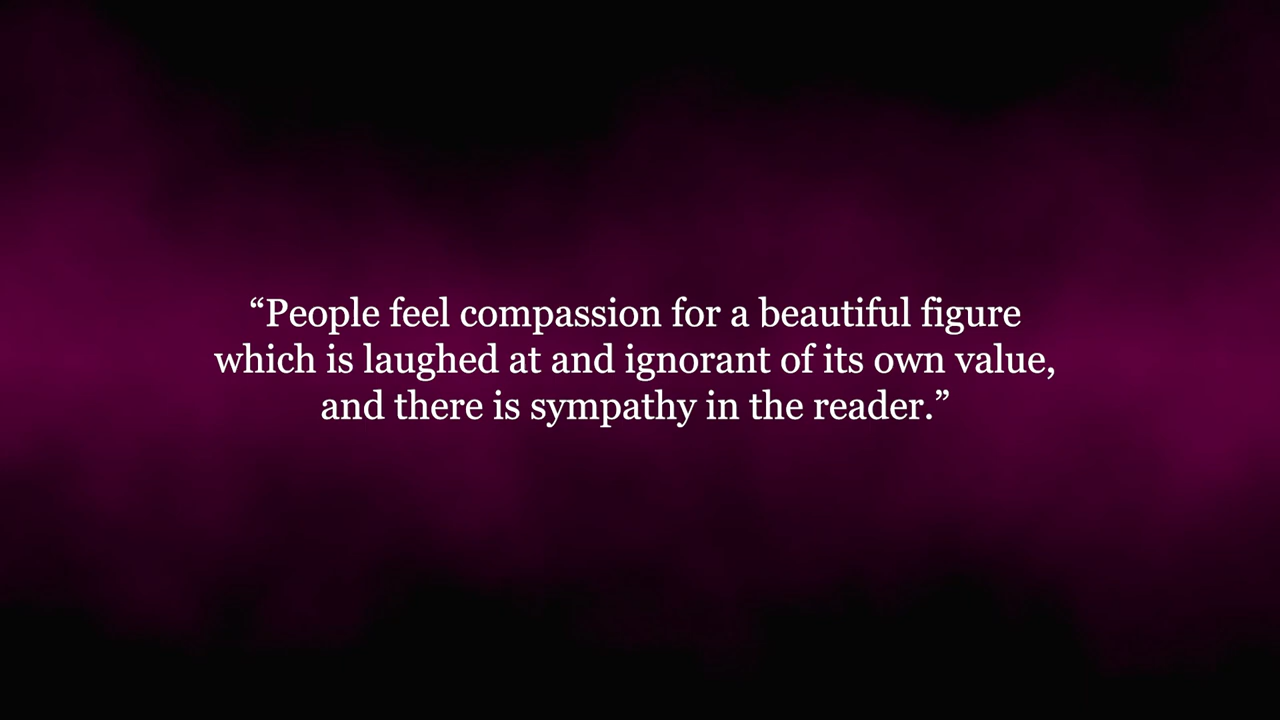 “People feel compassion for a beautiful figure
which is laughed at and ignorant of its own value,
and there is sympathy in the reader.”